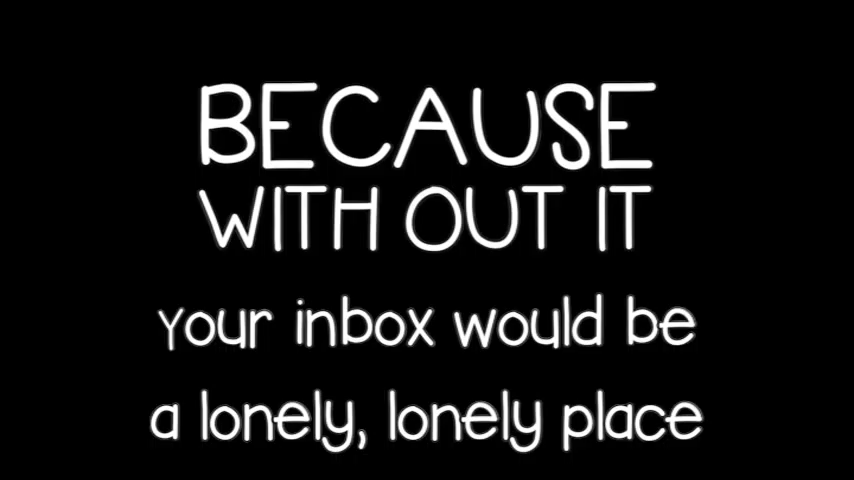 BECAUSE
WITH OUT IT
your inbox would be
a lonely, lonely place